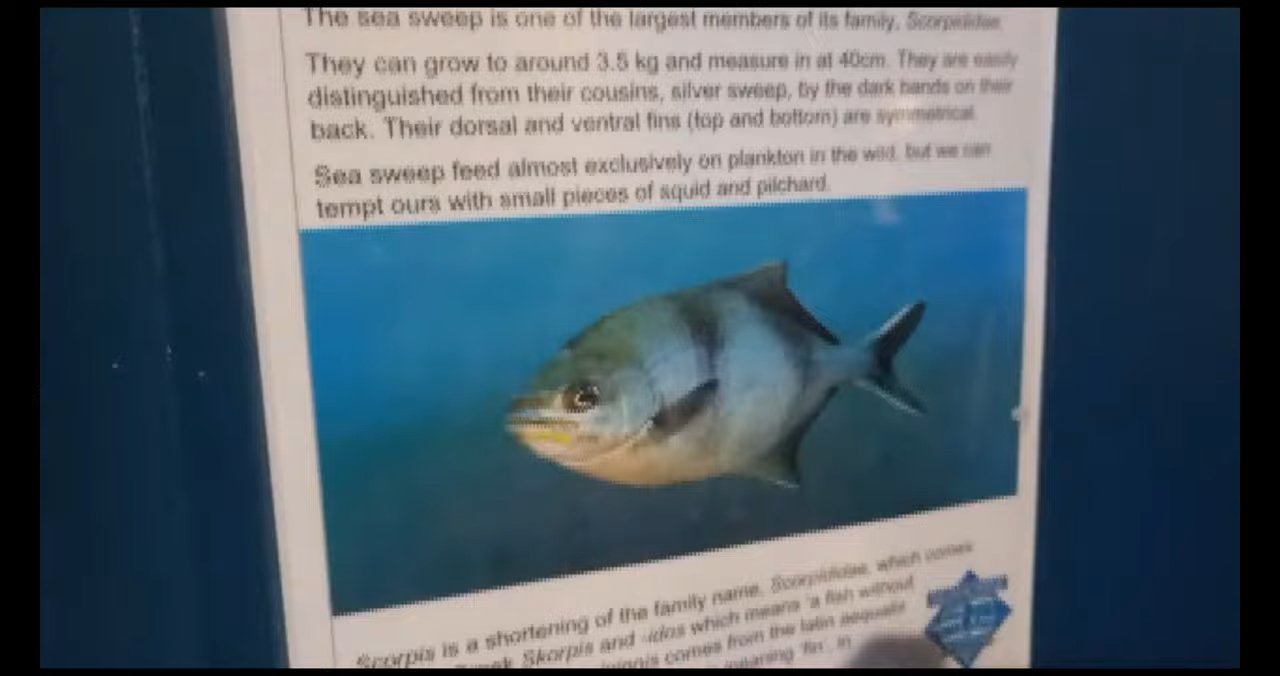 The sea sweep is one of the largest members of its family, Scorpididae.
They can grow to around 3.5 kg and measure in at 40cm. They are easily
distinguished from their cousins, silver sweep, by the dark bands on their
back. Their dorsal and ventral fins (top and bottom) are symmetrical.
Sea sweep feed almost exclusively on plankton in the wild, but we can
tempt ours with small pieces of squid and pilchard.
Scorpis is a shortening of the family name, Scorpididae, which comes
Skorpis and -idos which means 'a fish without
comes from the latin aequalis
meaning 'fin', in